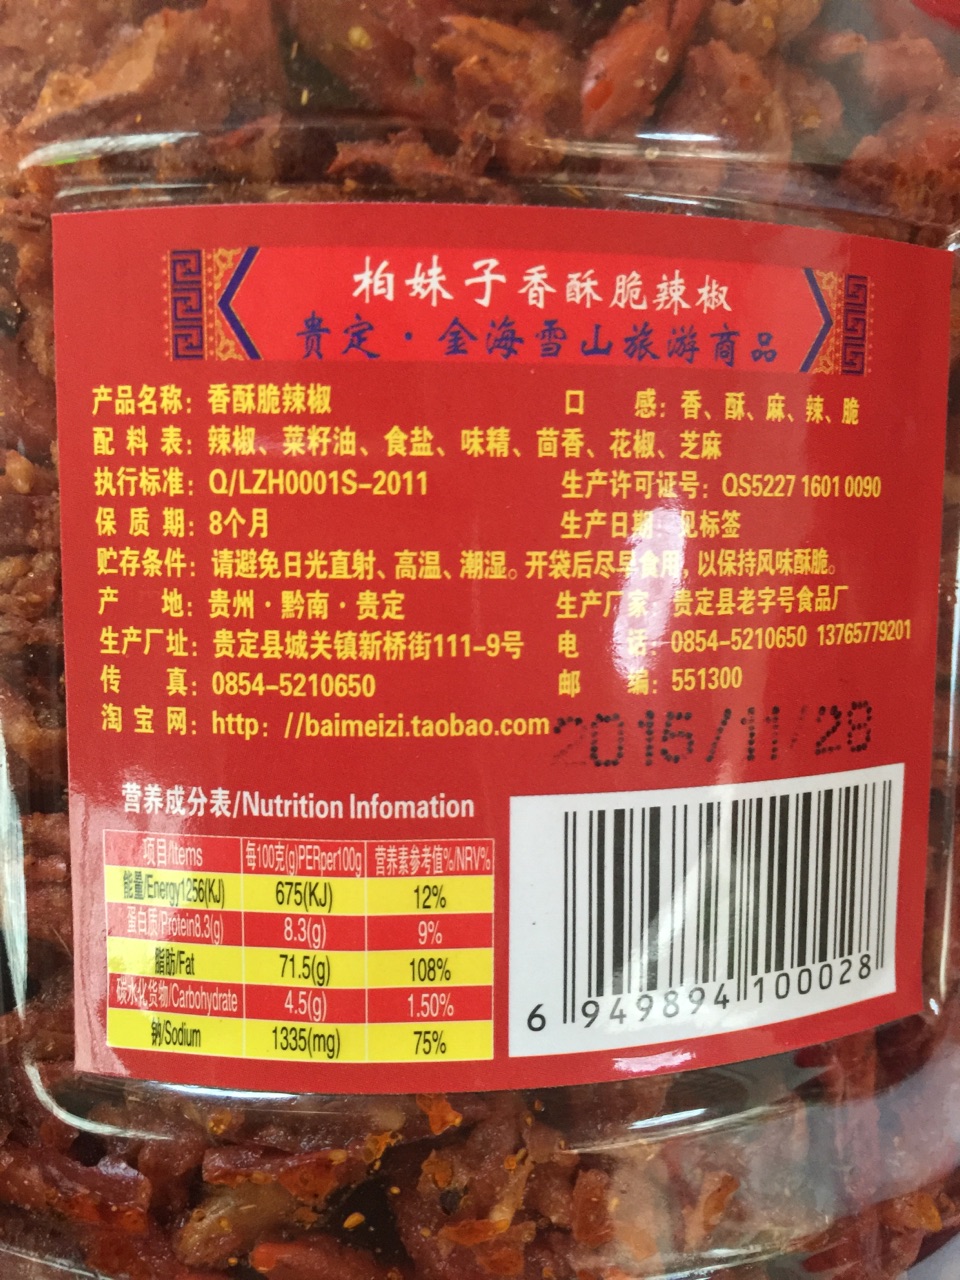 柏妹子香酥脆辣椒
贵定·金海雪山旅游商品
产品名称：香酥脆辣椒 口 感：香、酥、麻、辣、脆
配 料 表：辣椒、菜籽油、食盐、味精、茴香、花椒、芝麻
执行标准：Q/LZH0001S-2011 生产许可证号：QS5227 1601 0090
保 质 期：8个月 生产日期 见标签
贮存条件：请避免日光直射、高温、潮湿。开袋后尽早食用，以保持风味酥脆。
产 地：贵州·黔南·贵定 生产厂家：贵定县老字号食品厂
生产厂址：贵定县城关镇新桥街111-9号 电 话：0854-5210650 13765779201
传 真：0854-5210650 邮 编：551300
淘 宝 网：http: //baimeizi.taobao.com
2015/11/28
营养成分表/Nutrition Infomation
项目/Items 每100克(g)PERper100g 营养素参考值%/NRV%
能量/Energy1256(KJ) 675(KJ) 12%
蛋白质/Protein8.3(g) 8.3(g) 9%
脂肪/Fat 71.5(g) 108%
碳水化货物/Carbohydrate 4.5(g) 1.50%
钠/Sodium 1335(mg) 75%
6 949894 100028